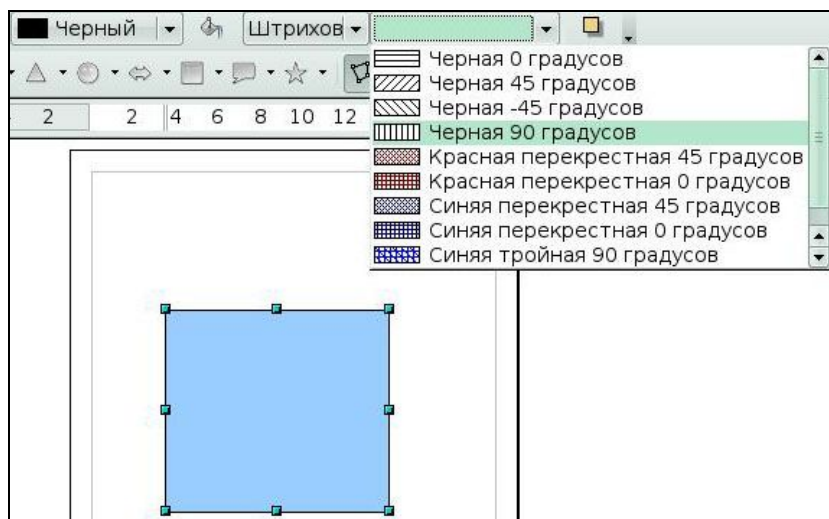 Черный Штрихов
Черная 0 градусов
Черная 45 градусов
Черная -45 градусов
Черная 90 градусов
Красная перекрестная 45 градусов
Красная перекрестная 0 градусов
Синяя перекрестная 45 градусов
Синяя перекрестная 0 градусов
Синяя тройная 90 градусов
2 2 4 6 8 10 12